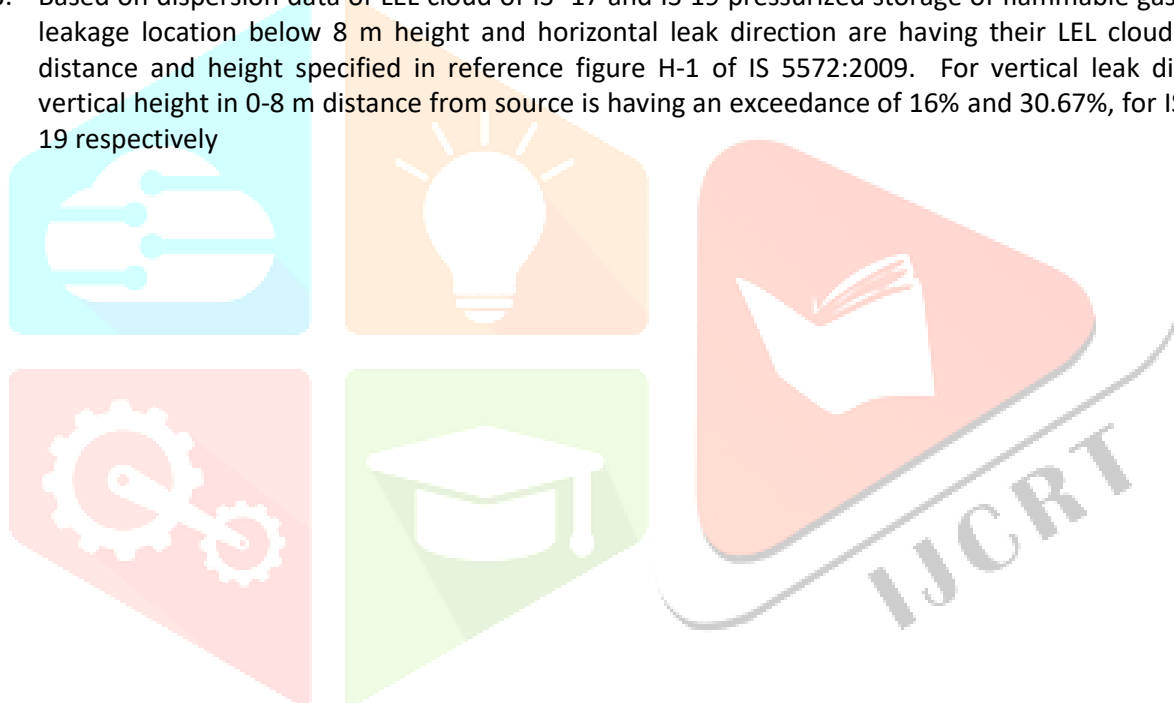 Based on dispersion data of LEL cloud of IS -17 and IS 19 pressurized storage of flammable gas
leakage location below 8 m height and horizontal leak direction are having their LEL cloud
distance and height specified in reference figure H-1 of IS 5572:2009. For vertical leak
vertical height in 0-8 m distance from source is having an exceedance of 16% and 30.67%, for
19 respectively
IJCRT